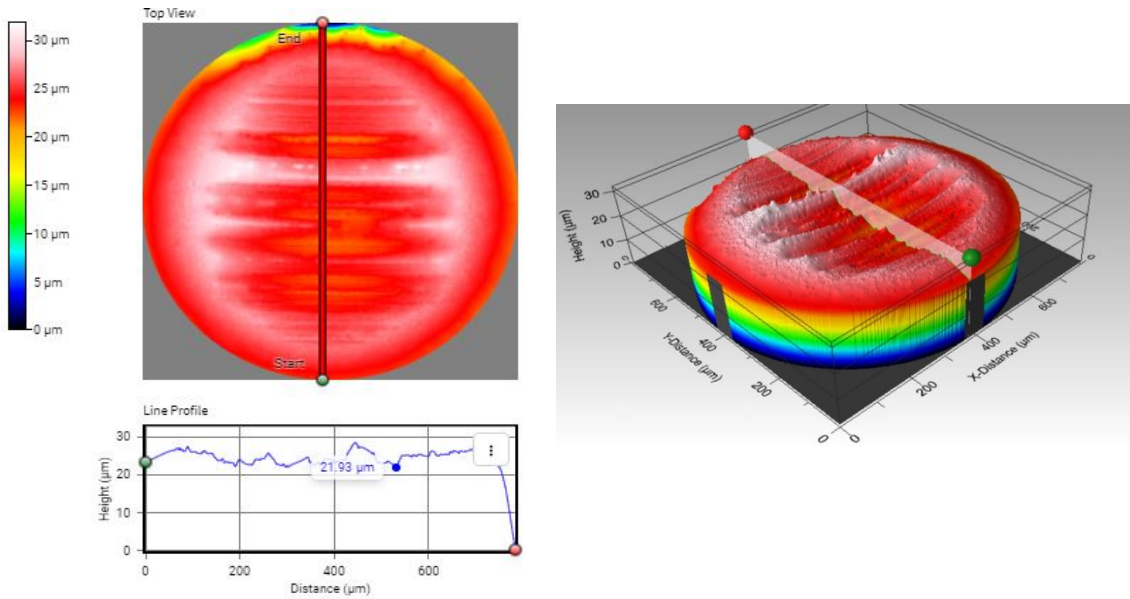 Top View
30 µm
25 µm
20 µm
15 µm
10 µm
5 µm
0 µm
End
Start
Line Profile
Height (µm)
30
20
10
0
21.93 µm
0
200
400
600
Distance (µm)
Height (µm)
30
20
10
0
600
400
200
0
Y-Distance (µm)
0
200
400
600
0
X-Distance (µm)